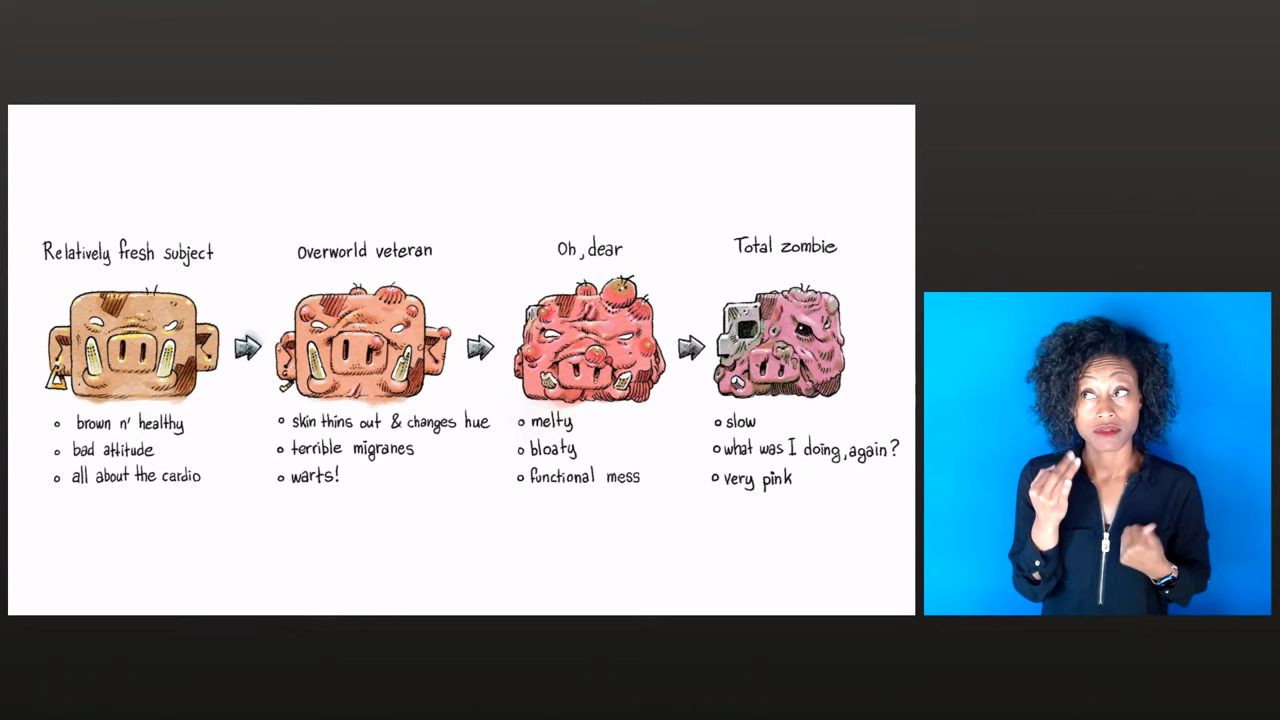 Relatively fresh subject
brown n' healthy
bad attitude
all about the cardio
Overworld veteran
skin thins out & changes hue
terrible migranes
warts!
Oh, dear
melty
bloaty
functional mess
Total zombie
slow
what was I doing, again?
very pink